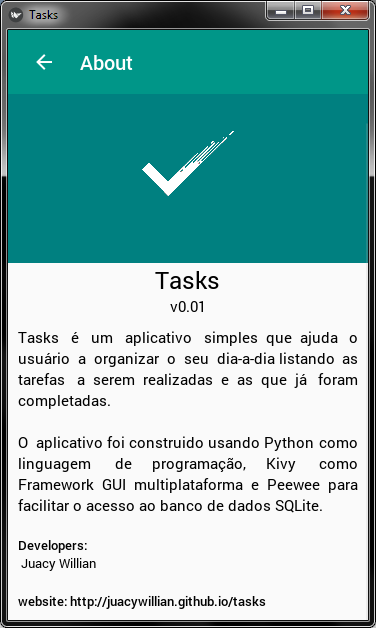 Tasks
About
Tasks
v0.01
Tasks é um aplicativo simples que ajuda o
usuário a organizar o seu dia-a-dia listando as
tarefas a serem realizadas e as que já foram
completadas.
O aplicativo foi construido usando Python como
linguagem de programação, Kivy como
Framework GUI multiplataforma e Peewee para
facilitar o acesso ao banco de dados SQLite.
Developers:
Juacy Willian
website: http://juacywillian.github.io/tasks